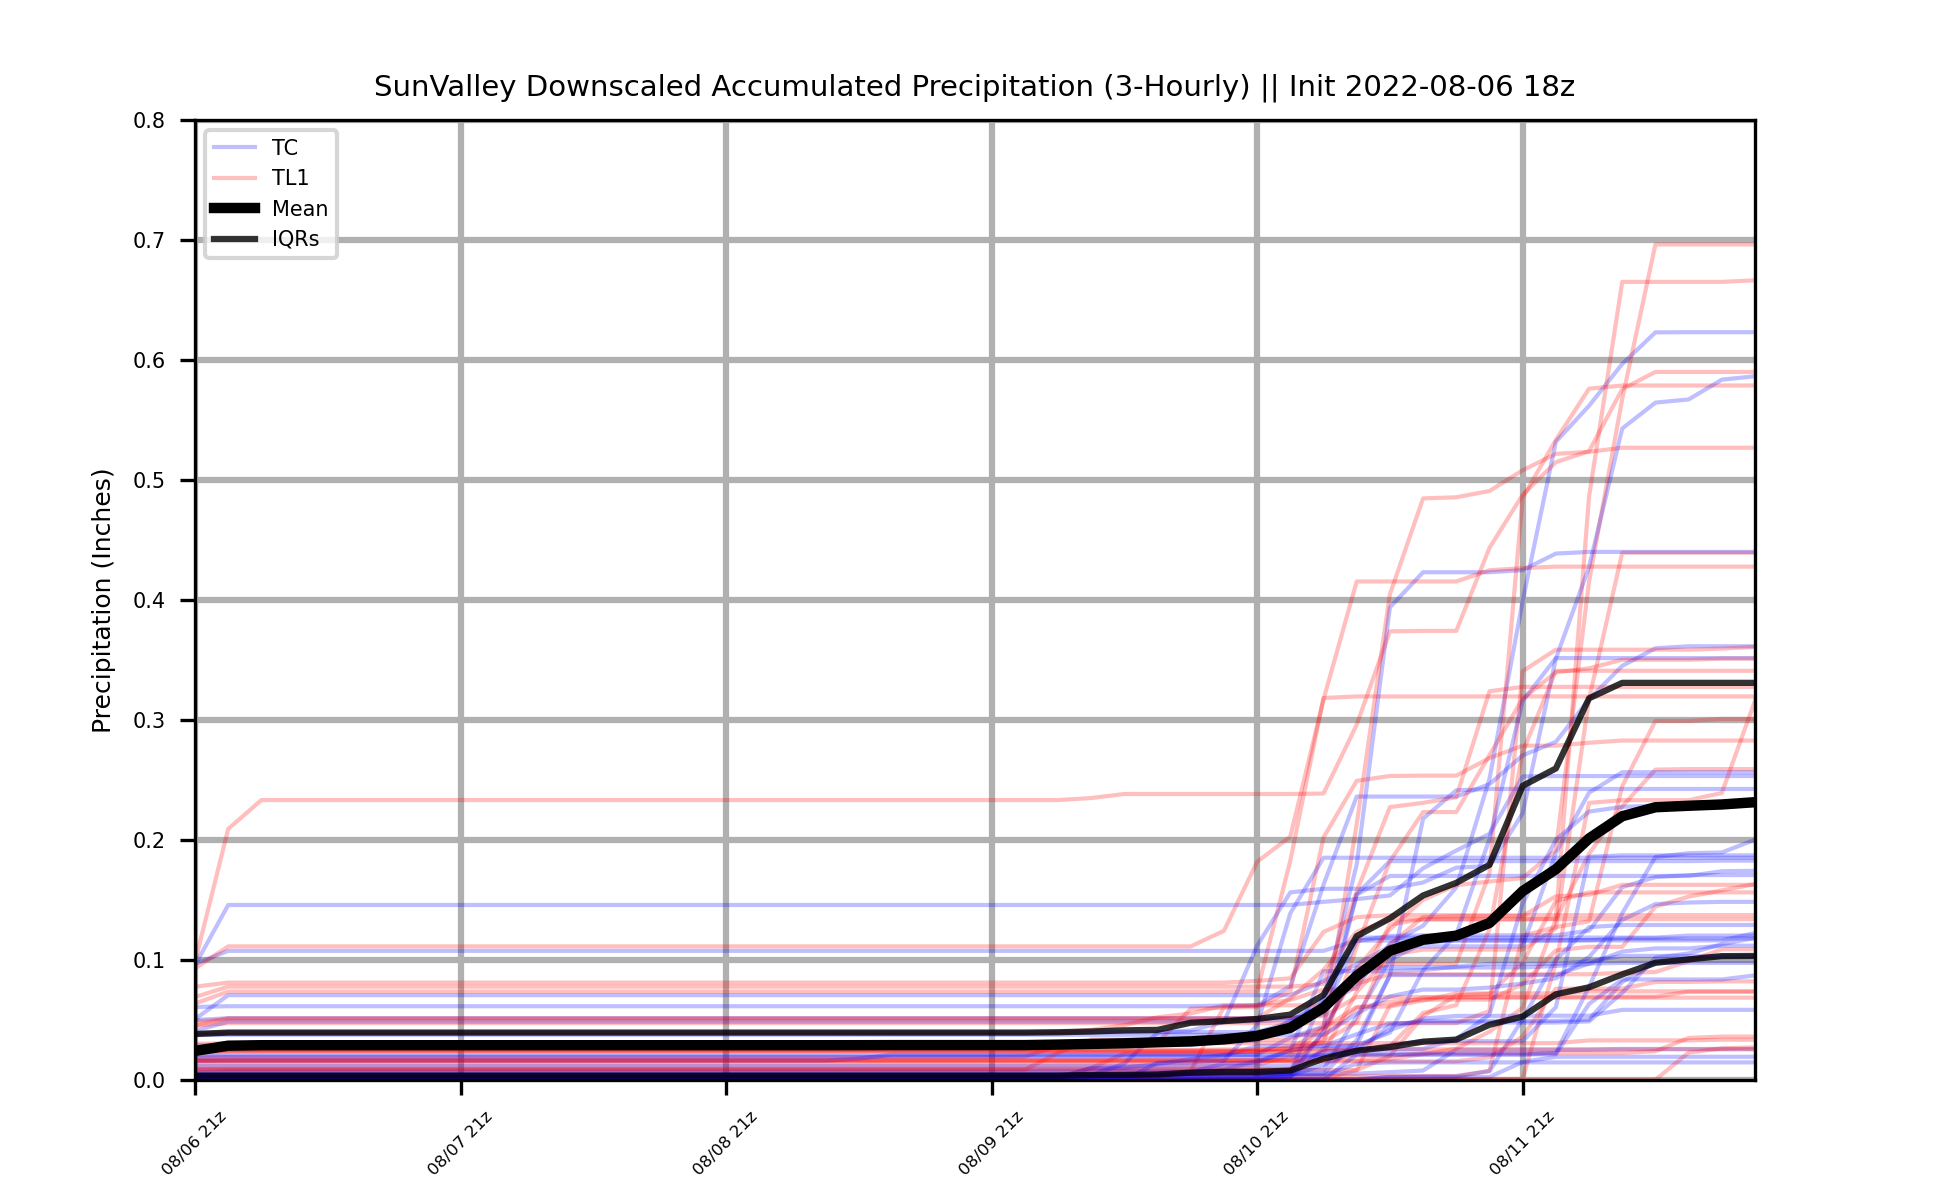 SunValley Downscaled Accumulated Precipitation (3-Hourly) || Init 2022-08-06 18z
TC
TL1
Mean
IQRs
Precipitation (Inches)
0.8
0.7
0.6
0.5
0.4
0.3
0.2
0.1
0.0
08/06 21z
08/07 21z
08/08 21z
08/09 21z
08/10 21z
08/11 21z